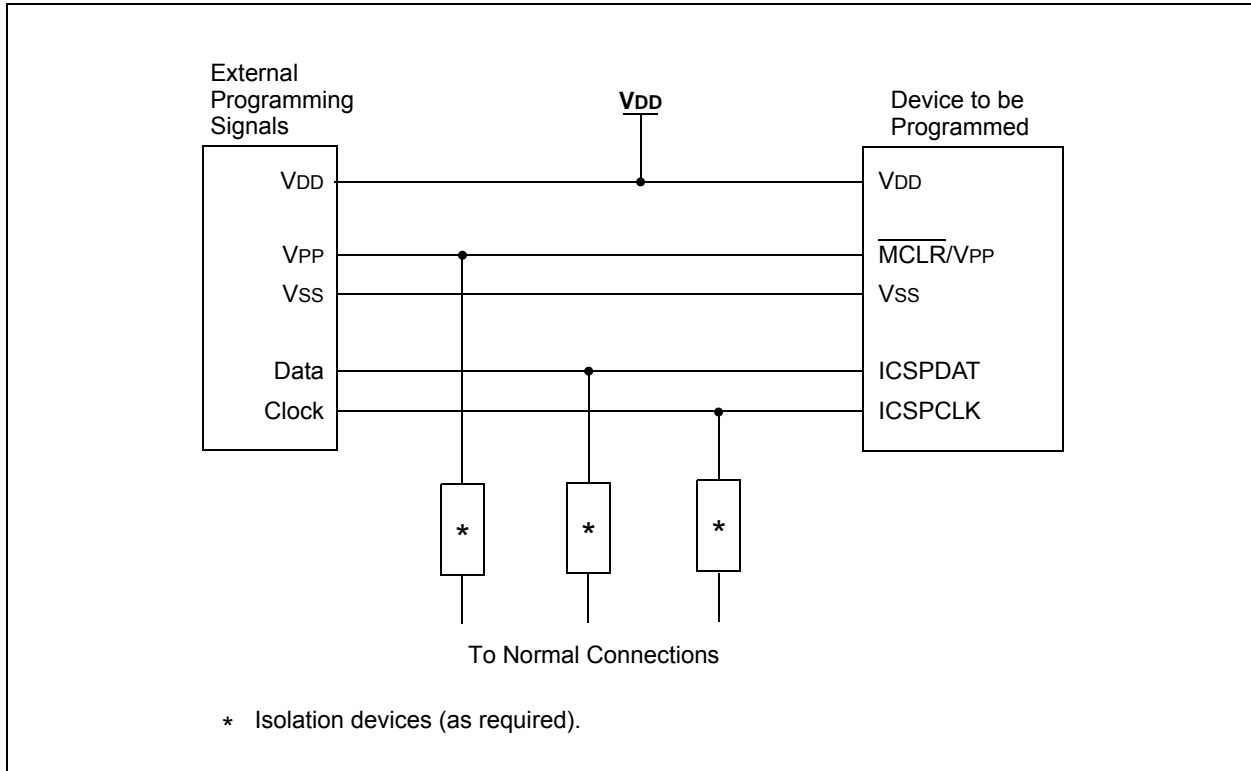 External
Programming
Signals
VDD
Device to be
Programmed
VDD
VDD
VPP
MCLR/VPP
VSS
VSS
Data
ICSPDAT
Clock
ICSPCLK
*
*
*
To Normal Connections
* Isolation devices (as required).